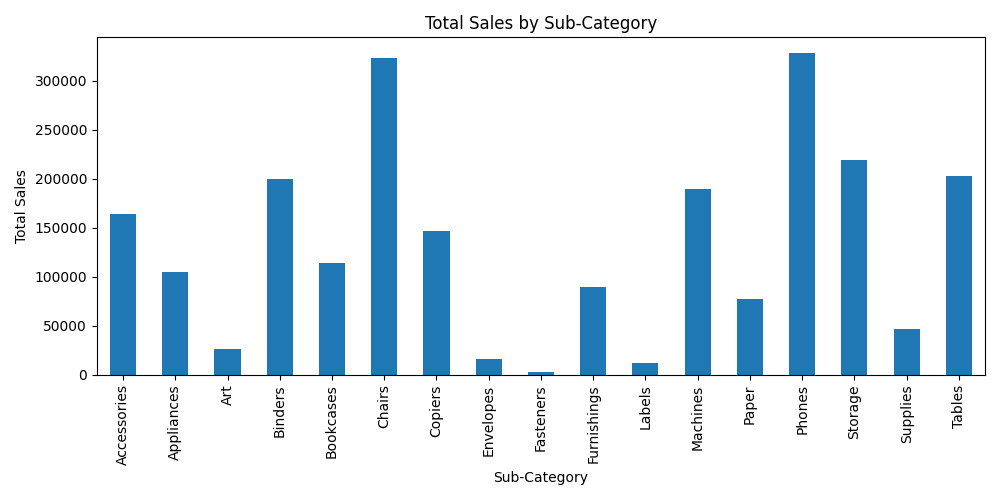 Total Sales by Sub-Category
Total Sales
300000
250000
200000
150000
100000
50000
0
Accessories
Appliances
Art
Binders
Bookcases
Chairs
Copiers
Envelopes
Fasteners
Furnishings
Labels
Machines
Paper
Phones
Storage
Supplies
Tables
Sub-Category